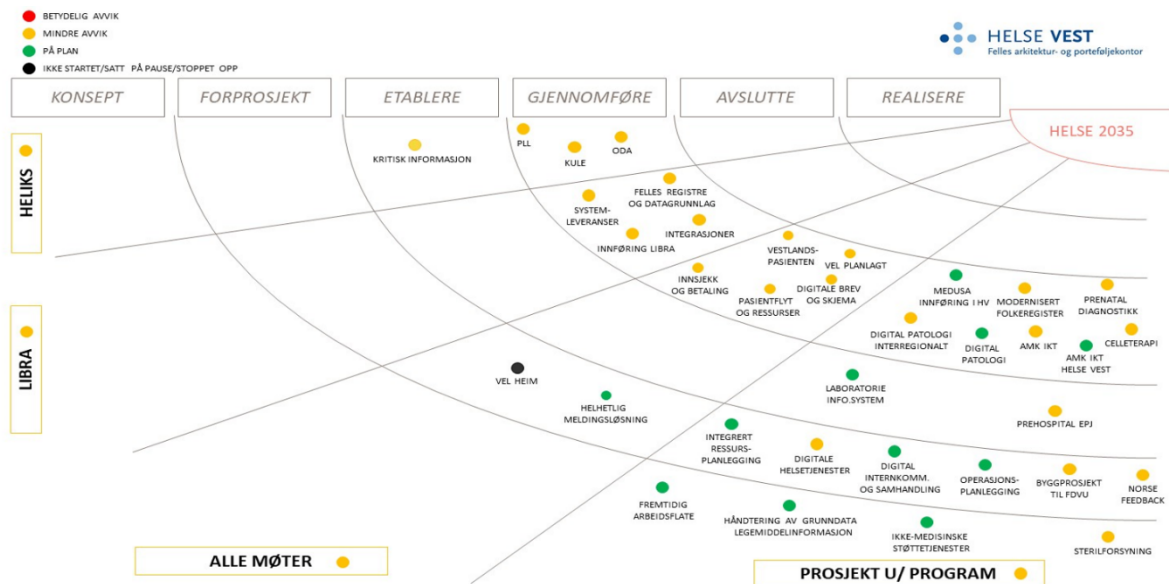 BETYDELIG AVVIK
MINDRE AVVIK
PÅ PLAN
IKKE STARTET/SATT PÅ PAUSE/STOPPET OPP
HELSE VEST
Felles arkitektur- og porteføljekontor
KONSEPT
FORPROSJEKT
ETABLERE
GJENNOMFØRE
AVSLUTTE
REALISERE
HELSE 2035
HELIKS
KRITISK INFORMASJON
PLL
KULE
ODA
FELLES REGISTRE
OG DATAGRUNNLAG
SYSTEM-
LEVERANSER
INTEGRASJONER
INNFØRING LIBRA
VESTLANDS-
PASIENTEN
VEL PLANLAGT
INNSJEKK
OG BETALING
PASIENTFLYT
OG RESSURSER
DIGITALE BREV
OG SKJEMA
MEDUSA
INNFØRING I HV
MODERNISERT
FOLKEREGISTER
PRENATAL
DIAGNOSTIKK
LIBRA
DIGITAL PATOLOGI
INTERREGIONALT
DIGITAL
PATOLOGI
AMK IKT
AMK IKT
HELSE VEST
CELLETERAPI
VEL HEIM
HELHETLIG
MELDINGSLØSNING
LABORATORIE
INFO.SYSTEM
PREHOSPITAL EPJ
INTEGRERT
RESSURS-
PLANLEGGING
DIGITALE
HELSETJENESTER
DIGITAL
INTERNKOMM.
OG SAMHANDLING
OPERASJONS-
PLANLEGGING
BYGGPROSJEKT
TIL FDVU
NORSE
FEEDBACK
FREMTIDIG
ARBEIDSFLATE
HÅNDTERING AV GRUNNDATA
LEGEMIDDELINFORMASJON
IKKE-MEDISINSKE
STØTTETJENESTER
STERILFORSYNING
ALLE MØTER
PROSJEKT U/ PROGRAM